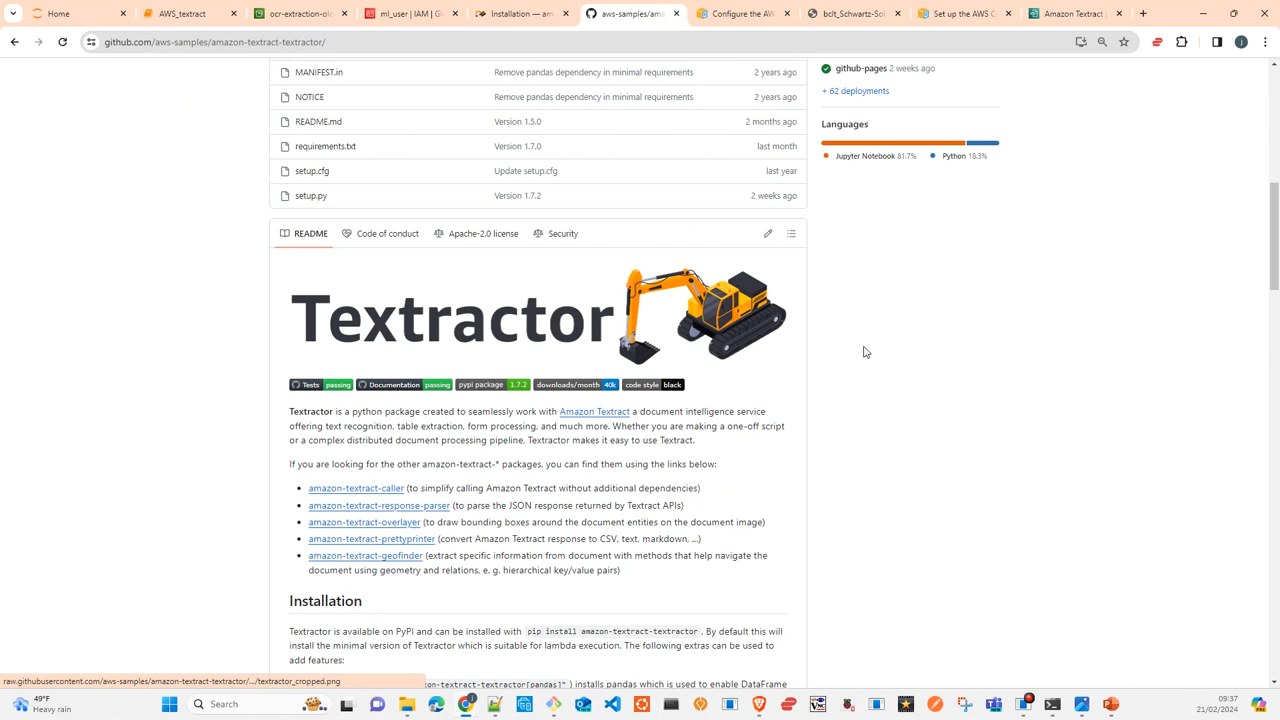 Home
AWS_textract
ocr-extraction-ol
ml_user | IAM | Gl
Installation — am
aws-samples/ama
Configure the AW
bclt_Schwartz-Sol
Set up the AWS C
Amazon Textract |
github.com/aws-samples/amazon-textract-textractor/
MANIFEST.in Remove pandas dependency in minimal requirements 2 years ago
NOTICE Remove pandas dependency in minimal requirements 2 years ago
README.md Version 1.5.0 2 months ago
requirements.txt Version 1.7.0 last month
setup.cfg Update setup.cfg last year
setup.py Version 1.7.2 2 weeks ago
github-pages 2 weeks ago
+ 62 deployments
Languages
Jupyter Notebook 81.7% Python 18.3%
README Code of conduct Apache-2.0 license Security
Textractor
Tests passing Documentation passing pypi package 1.7.2 downloads/month 40k code style black
Textractor is a python package created to seamlessly work with Amazon Textract a document intelligence service
offering text recognition, table extraction, form processing, and much more. Whether you are making a one-off script
or a complex distributed document processing pipeline, Textractor makes it easy to use Textract.
If you are looking for the other amazon-textract-* packages, you can find them using the links below:
amazon-textract-caller (to simplify calling Amazon Textract without additional dependencies)
amazon-textract-response-parser (to parse the JSON response returned by Textract APIs)
amazon-textract-overlayer (to draw bounding boxes around the document entities on the document image)
amazon-textract-prettyprinter (convert Amazon Textract response to CSV, text, markdown, ...)
amazon-textract-geofinder (extract specific information from document with methods that help navigate the
document using geometry and relations, e. g. hierarchical key/value pairs)
Installation
Textractor is available on PyPI and can be installed with pip install amazon-textract-textractor. By default this will
install the minimal version of Textractor which is suitable for lambda execution. The following extras can be used to
add features:
on-textract-textractor[pandas]") installs pandas which is used to enable DataFrame
raw.githubusercontent.com/aws-samples/amazon-textract-textractor/.../textractor_cropped.png
49°F
Heavy rain
Search
09:37
21/02/2024